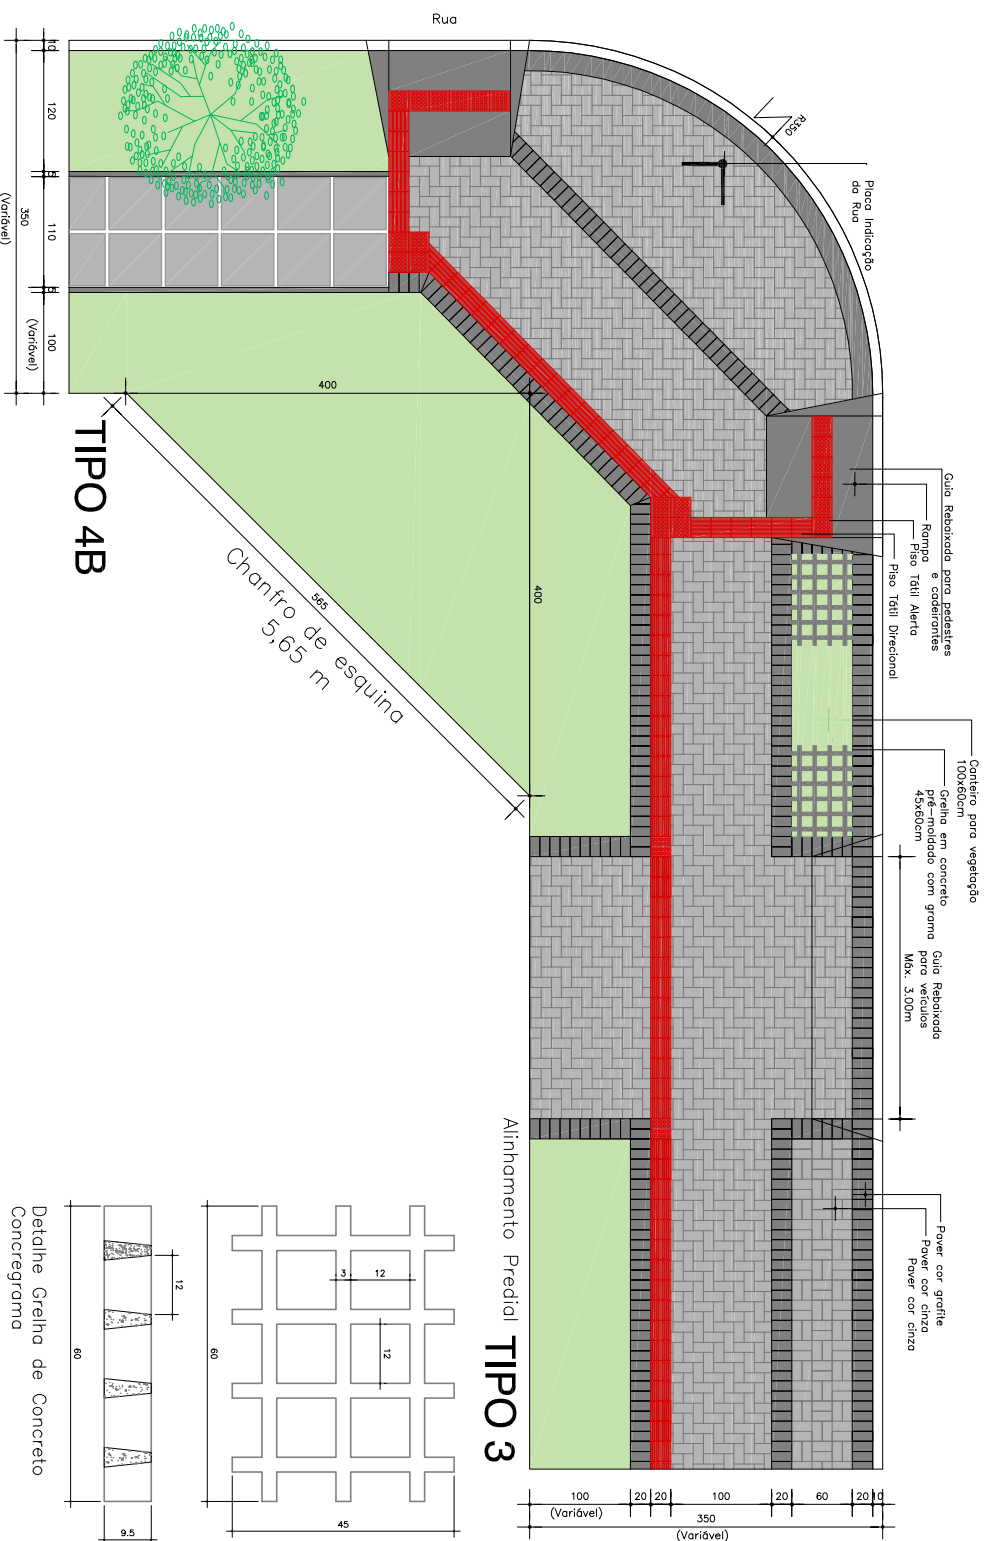 Rua
R350
Placa Indicação
da Rua
10
120
5
110
5
100
(Variável)
350
(Variável)
400
400
TIPO 4B
Chanfro de esquina
5,65 m
565
Guia Rebaixada para pedestres
e cadeirantes
Rampa
Piso Tátil Alerta
Piso Tátil Direcional
Canteiro para vegetação
100x60cm
Grelha em concreto
pré-moldado com grama
45x60cm
Guia Rebaixada
para veículos
Máx. 3.00m
Paver cor grafite
Paver cor cinza
Paver cor cinza
Alinhamento Predial
TIPO 3
100
(Variável)
20
20
100
20
60
20
10
350
(Variável)
3
12
12
60
45
12
60
9.5
Detalhe Grelha de Concreto
Concregrama